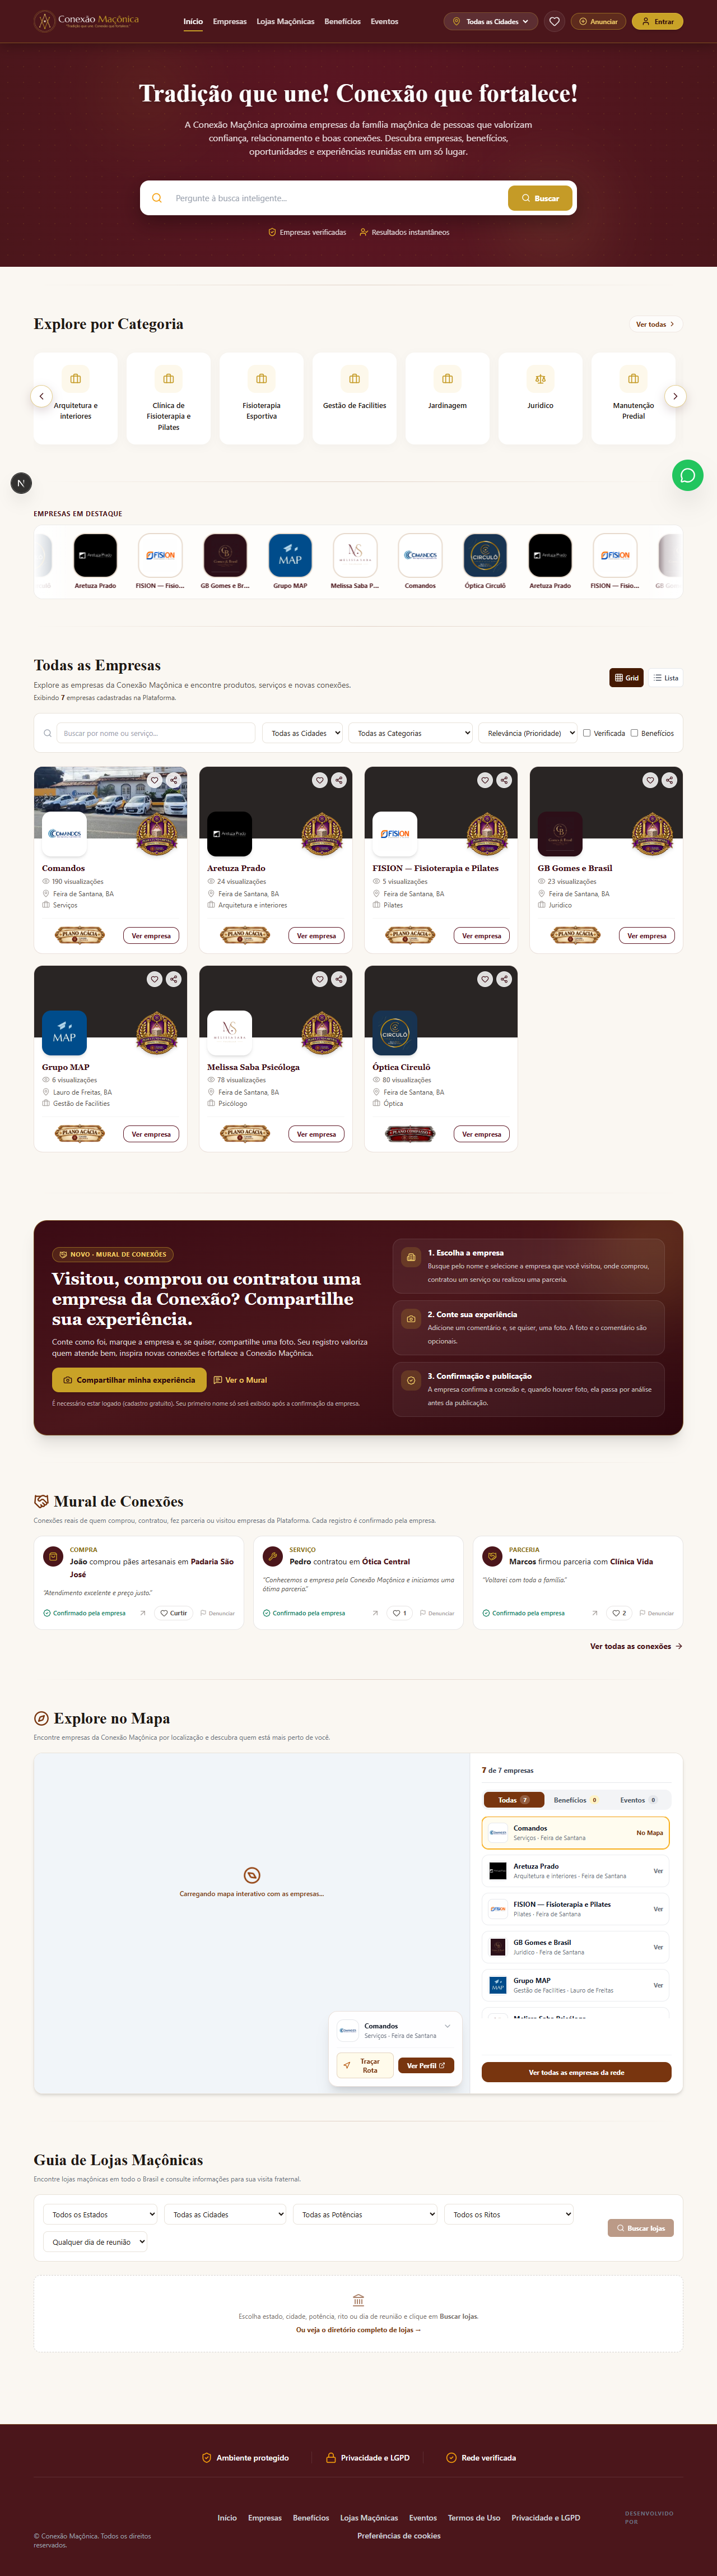 Conexão Maçônica
Início
Empresas
Lojas Maçônicas
Benefícios
Eventos
Todas as Cidades
Anunciar
Entrar
Tradição que une! Conexão que fortalece!
A Conexão Maçônica aproxima empresas da família maçônica de pessoas que valorizam
confiança, relacionamento e boas conexões. Descubra empresas, benefícios,
oportunidades e experiências reunidas em um só lugar.
Pergunte à busca inteligente...
Buscar
Empresas verificadas
Resultados instantâneos
Explore por Categoria
Ver todas
Arquitetura e
interiores
Clínica de
Fisioterapia e
Pilates
Fisioterapia
Esportiva
Gestão de Facilities
Jardinagem
Jurídico
Manutenção
Predial
N
EMPRESAS EM DESTAQUE
Aretuza Prado
FISION — Fisio...
GB Gomes e Br...
Grupo MAP
Melissa Saba P...
Comandos
Óptica Circulô
Aretuza Prado
FISION — Fisio...
Todas as Empresas
Explore as empresas da Conexão Maçônica e encontre produtos, serviços e novas conexões.
Exibindo 7 empresas cadastradas na Plataforma.
Grid
Lista
Buscar por nome ou serviço...
Todas as Cidades
Todas as Categorias
Relevância (Prioridade)
Verificada
Benefícios
Comandos
190 visualizações
Feira de Santana, BA
Serviços
PLANO ACÁCIA
Ver empresa
Aretuza Prado
24 visualizações
Feira de Santana, BA
Arquitetura e interiores
PLANO ACÁCIA
Ver empresa
FISION — Fisioterapia e Pilates
5 visualizações
Feira de Santana, BA
Pilates
PLANO ACÁCIA
Ver empresa
GB Gomes e Brasil
23 visualizações
Feira de Santana, BA
Jurídico
PLANO ACÁCIA
Ver empresa
MAP
Grupo MAP
6 visualizações
Lauro de Freitas, BA
Gestão de Facilities
PLANO ACÁCIA
Ver empresa
Melissa Saba Psicóloga
78 visualizações
Feira de Santana, BA
Psicólogo
PLANO ACÁCIA
Ver empresa
CIRCULÔ
Óptica Circulô
80 visualizações
Feira de Santana, BA
Óptica
Ver empresa
NOVO · MURAL DE CONEXÕES
Visitou, comprou ou contratou uma
empresa da Conexão? Compartilhe
sua experiência.
Conte como foi, marque a empresa e, se quiser, compartilhe uma foto. Seu registro valoriza
quem atende bem, inspira novas conexões e fortalece a Conexão Maçônica.
Compartilhar minha experiência
Ver o Mural
É necessário estar logado (cadastro gratuito). Seu primeiro nome só será exibido após a confirmação da empresa.
1. Escolha a empresa
Busque pelo nome e selecione a empresa que você visitou, onde comprou,
contratou um serviço ou realizou uma parceria.
2. Conte sua experiência
Adicione um comentário e, se quiser, uma foto. A foto e o comentário são
opcionais.
3. Confirmação e publicação
A empresa confirma a conexão e, quando houver foto, ela passa por análise
antes da publicação.
Mural de Conexões
Conexões reais de quem comprou, contratou, fez parceria ou visitou empresas da Plataforma. Cada registro é confirmado pela empresa.
COMPRA
João comprou pães artesanais em Padaria São
José
"Atendimento excelente e preço justo."
Confirmado pela empresa
Curtir
Denunciar
SERVIÇO
Pedro contratou em Ótica Central
"Conhecemos a empresa pela Conexão Maçônica e iniciamos uma
ótima parceria."
Confirmado pela empresa
1
Denunciar
PARCERIA
Marcos firmou parceria com Clínica Vida
"Voltarei com toda a família."
Confirmado pela empresa
2
Denunciar
Ver todas as conexões
Explore no Mapa
Encontre empresas da Conexão Maçônica por localização e descubra quem está mais perto de você.
Carregando mapa interativo com as empresas...
Comandos
Serviços · Feira de Santana
Traçar
Rota
Ver Perfil
7 de 7 empresas
Todas 7
Benefícios 0
Eventos 0
Comandos
Serviços · Feira de Santana
No Mapa
Aretuza Prado
Arquitetura e interiores · Feira de Santana
Ver
FISION — Fisioterapia e Pilates
Pilates · Feira de Santana
Ver
GB Gomes e Brasil
Jurídico · Feira de Santana
Ver
Grupo MAP
Gestão de Facilities · Lauro de Freitas
Ver
Ver todas as empresas da rede
Guia de Lojas Maçônicas
Encontre lojas maçônicas em todo o Brasil e consulte informações para sua visita fraternal.
Todos os Estados
Todas as Cidades
Todas as Potências
Todos os Ritos
Qualquer dia de reunião
Buscar lojas
Escolha estado, cidade, potência, rito ou dia de reunião e clique em Buscar lojas.
Ou veja o diretório completo de lojas →
Ambiente protegido
Privacidade e LGPD
Rede verificada
© Conexão Maçônica. Todos os direitos
reservados.
Início
Empresas
Benefícios
Lojas Maçônicas
Eventos
Termos de Uso
Privacidade e LGPD
Preferências de cookies
DESENVOLVIDO
POR